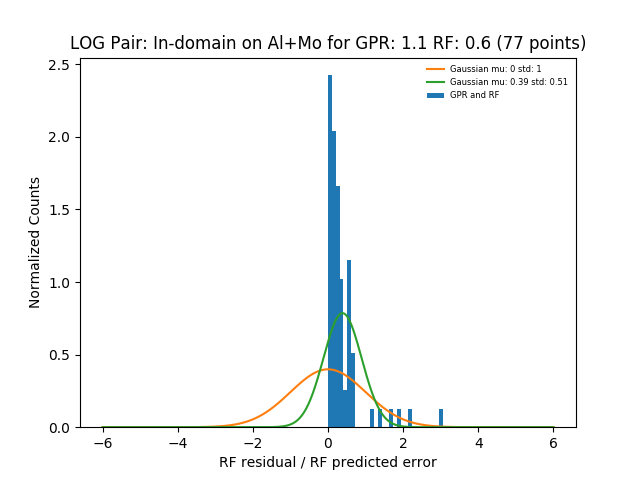 LOG Pair: In-domain on Al+Mo for GPR: 1.1 RF: 0.6 (77 points)
Gaussian mu: 0 std: 1
Gaussian mu: 0.39 std: 0.51
GPR and RF
Normalized Counts
2.5
2.0
1.5
1.0
0.5
0.0
−6 −4 −2 0 2 4 6
RF residual / RF predicted error